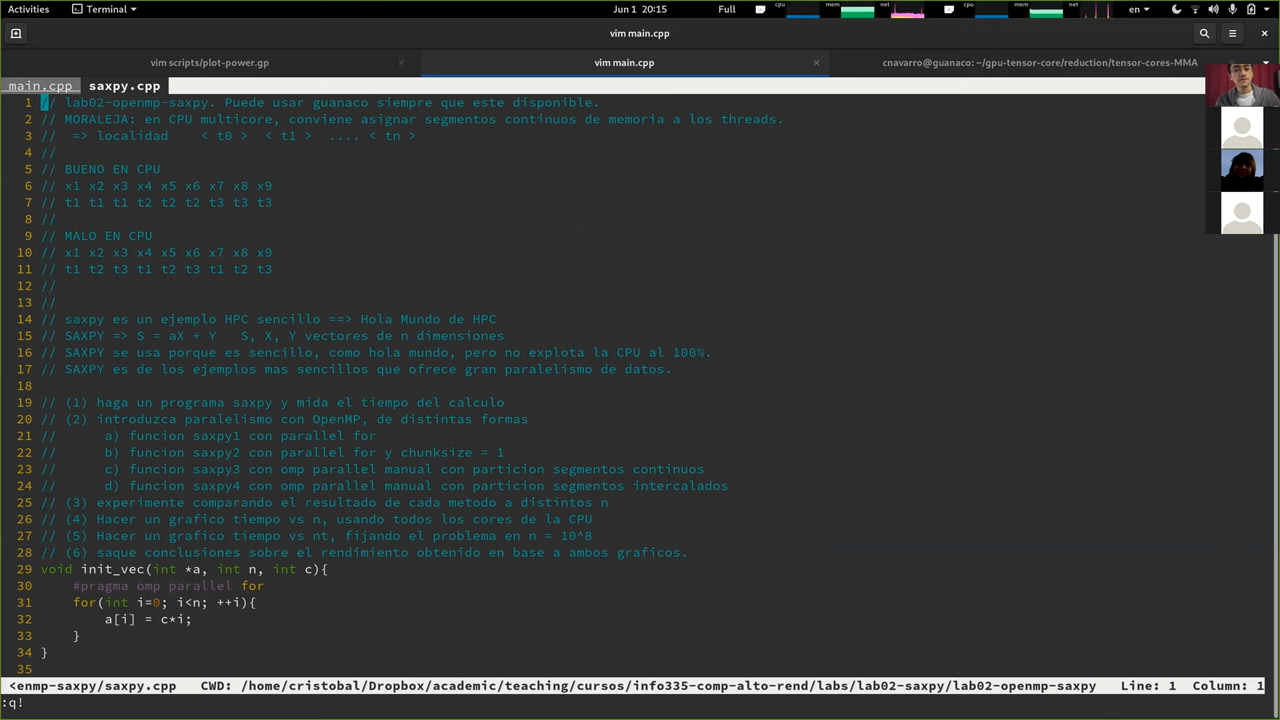 Activities Terminal Jun 1 20:15 Full cpu mem net cpu mem net en
vim main.cpp
vim scripts/plot-power.gp vim main.cpp cnavarro@guanaco: ~/gpu-tensor-core/reduction/tensor-cores-MMA
main.cpp saxpy.cpp
1 // lab02-openmp-saxpy. Puede usar guanaco siempre que este disponible.
2 // MORALEJA: en CPU multicore, conviene asignar segmentos continuos de memoria a los threads.
3 // => localidad < t0 > < t1 > .... < tn >
4 //
5 // BUENO EN CPU
6 // x1 x2 x3 x4 x5 x6 x7 x8 x9
7 // t1 t1 t1 t2 t2 t2 t3 t3 t3
8 //
9 // MALO EN CPU
10 // x1 x2 x3 x4 x5 x6 x7 x8 x9
11 // t1 t2 t3 t1 t2 t3 t1 t2 t3
12 //
13 //
14 // saxpy es un ejemplo HPC sencillo ==> Hola Mundo de HPC
15 // SAXPY => S = aX + Y S, X, Y vectores de n dimensiones
16 // SAXPY se usa porque es sencillo, como hola mundo, pero no explota la CPU al 100%.
17 // SAXPY es de los ejemplos mas sencillos que ofrece gran paralelismo de datos.
18
19 // (1) haga un programa saxpy y mida el tiempo del calculo
20 // (2) introduzca paralelismo con OpenMP, de distintas formas
21 // a) funcion saxpy1 con parallel for
22 // b) funcion saxpy2 con parallel for y chunksize = 1
23 // c) funcion saxpy3 con omp parallel manual con particion segmentos continuos
24 // d) funcion saxpy4 con omp parallel manual con particion segmentos intercalados
25 // (3) experimente comparando el resultado de cada metodo a distintos n
26 // (4) Hacer un grafico tiempo vs n, usando todos los cores de la CPU
27 // (5) Hacer un grafico tiempo vs nt, fijando el problema en n = 10^8
28 // (6) saque conclusiones sobre el rendimiento obtenido en base a ambos graficos.
29 void init_vec(int *a, int n, int c){
30 #pragma omp parallel for
31 for(int i=0; i<n; ++i){
32 a[i] = c*i;
33 }
34 }
35
<enmp-saxpy/saxpy.cpp CWD: /home/cristobal/Dropbox/academic/teaching/cursos/info335-comp-alto-rend/labs/lab02-saxpy/lab02-openmp-saxpy Line: 1 Column: 1
:q!